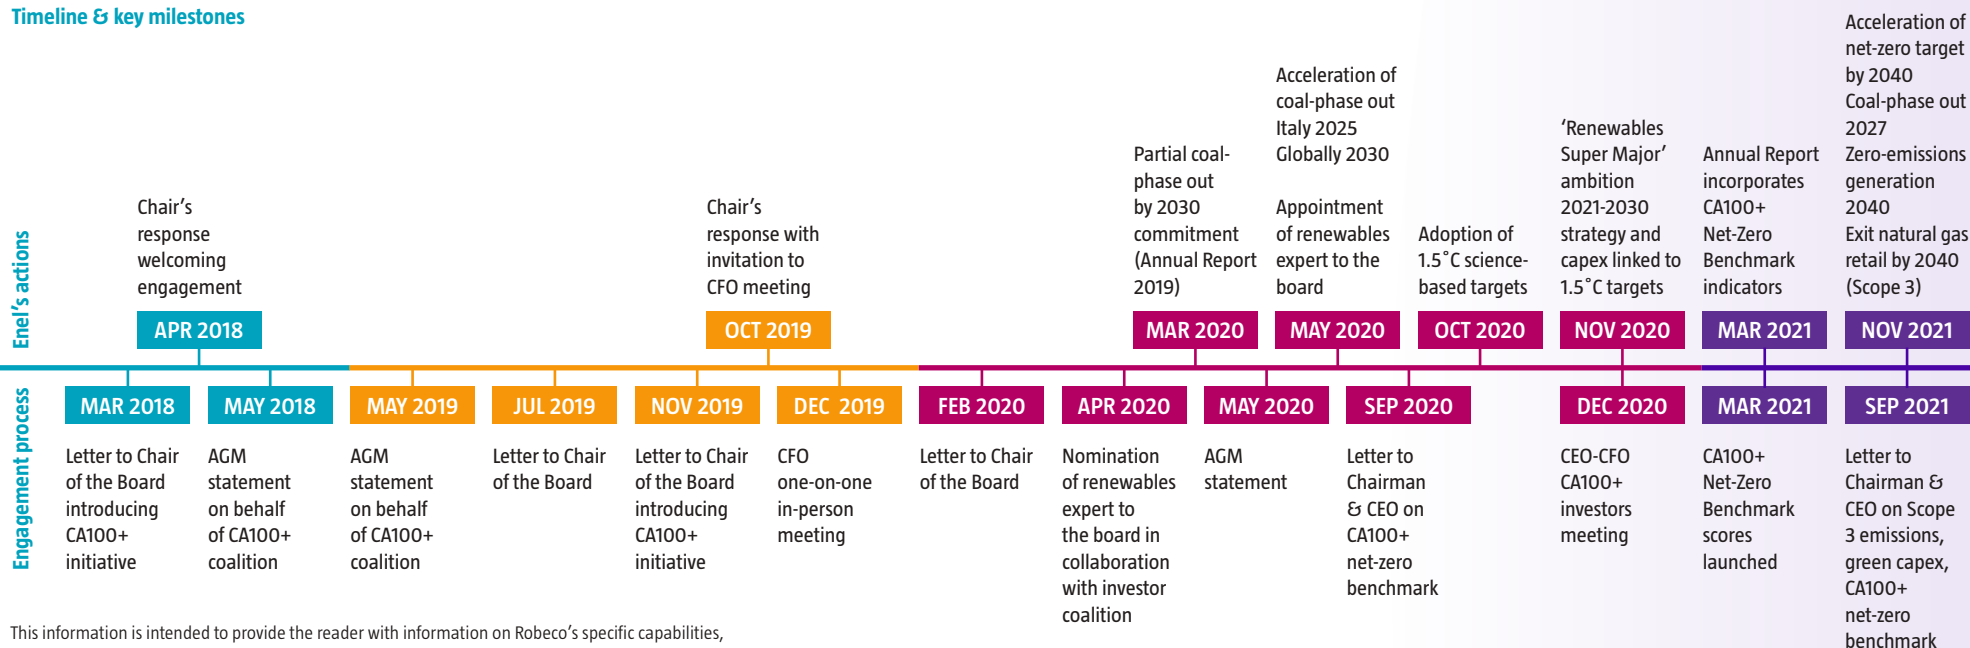 Timeline & key milestones
Enel's actions
Chair's
response
welcoming
engagement
APR 2018
Chair's
response with
invitation to
CFO meeting
OCT 2019
Partial coal-
phase out
by 2030
commitment
(Annual Report
2019)
MAR 2020
Acceleration of
coal-phase out
Italy 2025
Globally 2030
Appointment
of renewables
expert to the
board
MAY 2020
Adoption of
1.5˚C science-
based targets
OCT 2020
‘Renewables
Super Major’
ambition
2021-2030
strategy and
capex linked to
1.5˚C targets
NOV 2020
Annual Report
incorporates
CA100+
Net-Zero
Benchmark
indicators
MAR 2021
Acceleration of
net-zero target
by 2040
Coal-phase out
2027
Zero-emissions
generation
2040
Exit natural gas
retail by 2040
(Scope 3)
NOV 2021
Engagement process
MAR 2018
Letter to Chair
of the Board
introducing
CA100+
initiative
MAY 2018
AGM
statement
on behalf
of CA100+
coalition
MAY 2019
AGM
statement
on behalf
of CA100+
coalition
JUL 2019
Letter to Chair
of the Board
NOV 2019
Letter to Chair
of the Board
introducing
CA100+
initiative
DEC 2019
CFO
one-on-one
in-person
meeting
FEB 2020
Letter to Chair
of the Board
APR 2020
Nomination
of renewables
expert to
the board in
collaboration
with investor
coalition
MAY 2020
AGM
statement
SEP 2020
Letter to
Chairman
& CEO on
CA100+
net-zero
benchmark
DEC 2020
CEO-CFO
CA100+
investors
meeting
MAR 2021
CA100+
Net-Zero
Benchmark
scores
launched
SEP 2021
Letter to
Chairman &
CEO on Scope
3 emissions,
green capex,
CA100+
net-zero
benchmark
This information is intended to provide the reader with information on Robeco’s specific capabilities,